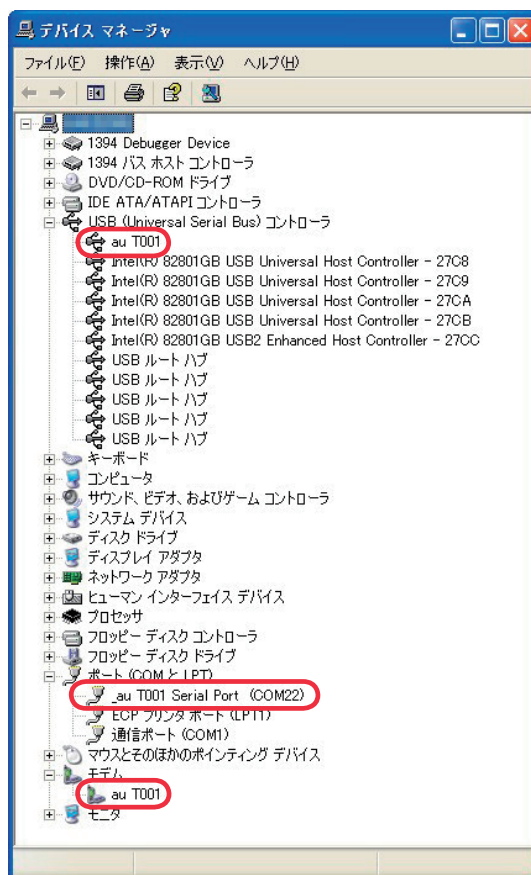 デバイス マネージャ
ファイル(F) 操作(A) 表示(V) ヘルプ(H)
1394 Debugger Device
1394 バス ホスト コントローラ
DVD/CD-ROM ドライブ
IDE ATA/ATAPI コントローラ
USB (Universal Serial Bus) コントローラ
au T001
Intel(R) 82801GB USB Universal Host Controller - 27C8
Intel(R) 82801GB USB Universal Host Controller - 27C9
Intel(R) 82801GB USB Universal Host Controller - 27CA
Intel(R) 82801GB USB Universal Host Controller - 27CB
Intel(R) 82801GB USB2 Enhanced Host Controller - 27CC
USB ルート ハブ
USB ルート ハブ
USB ルート ハブ
USB ルート ハブ
USB ルート ハブ
キーボード
コンピュータ
サウンド、ビデオ、およびゲーム コントローラ
システム デバイス
ディスク ドライブ
ディスプレイ アダプタ
ネットワーク アダプタ
ヒューマン インターフェイス デバイス
プロセッサ
フロッピー ディスク コントローラ
フロッピー ディスク ドライブ
ポート (COM と LPT)
_au T001 Serial Port (COM22)
ECP プリンタ ポート (LPT1)
通信ポート (COM1)
マウスとそのほかのポインティング デバイス
モデム
au T001
モニタ